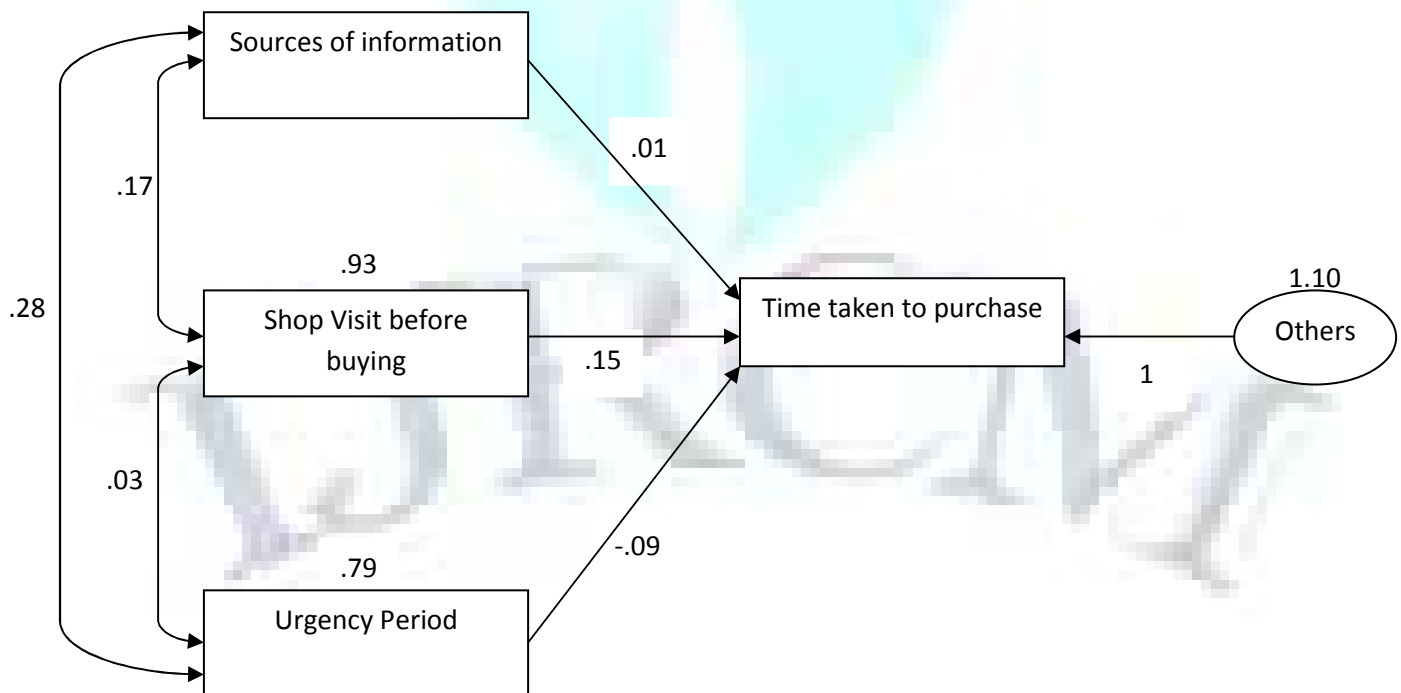 Sources of information
.01
.17
.93
.28
Shop Visit before
buying
.15
Time taken to purchase
1.10
Others
1
.03
-.09
.79
Urgency Period
IJRCM